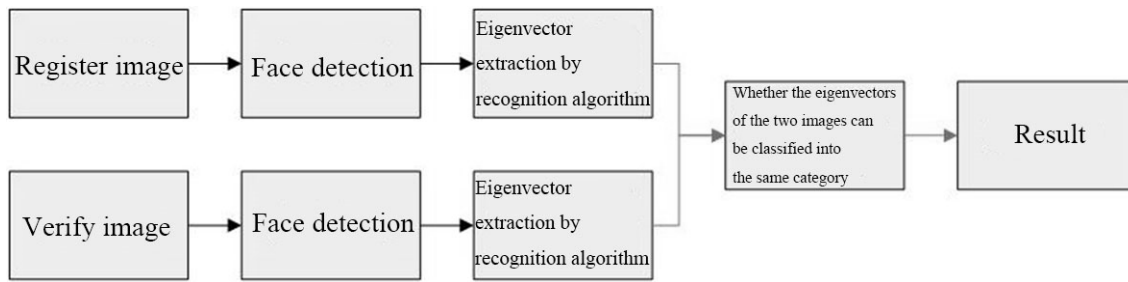 Register image
Face detection
Eigenvector
extraction by
recognition algorithm
Whether the eigenvectors
of the two images can
be classified into
the same category
Result
Verify image
Face detection
Eigenvector
extraction by
recognition algorithm